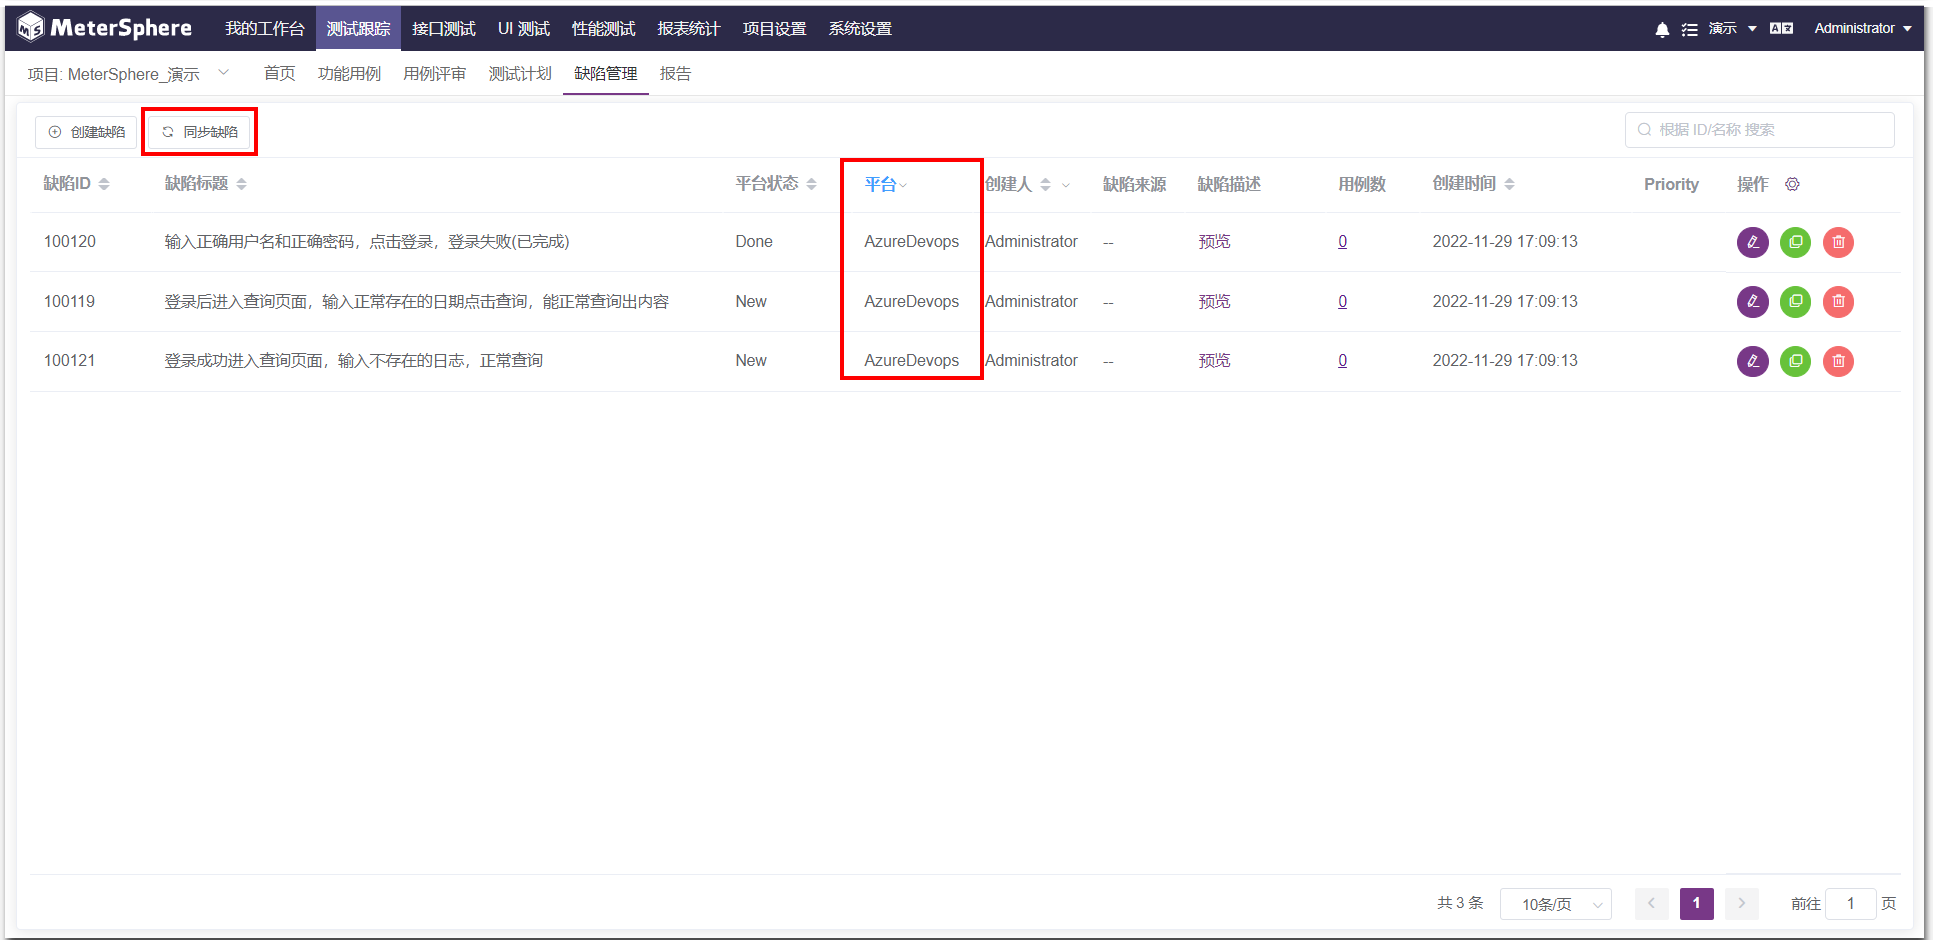 MeterSphere 我的工作台 测试跟踪 接口测试 UI 测试 性能测试 报表统计 项目设置 系统设置 演示 Administrator
项目: MeterSphere_演示 首页 功能用例 用例评审 测试计划 缺陷管理 报告
创建缺陷 同步缺陷 根据 ID/名称 搜索
缺陷ID 缺陷标题 平台状态 平台 创建人 缺陷来源 缺陷描述 用例数 创建时间 Priority 操作
100120 输入正确用户名和正确密码，点击登录，登录失败(已完成) Done AzureDevops Administrator -- 预览 0 2022-11-29 17:09:13
100119 登录后进入查询页面，输入正常存在的日期点击查询，能正常查询出内容 New AzureDevops Administrator -- 预览 0 2022-11-29 17:09:13
100121 登录成功进入查询页面，输入不存在的日志，正常查询 New AzureDevops Administrator -- 预览 0 2022-11-29 17:09:13
共 3 条 10条/页 1 前往 1 页